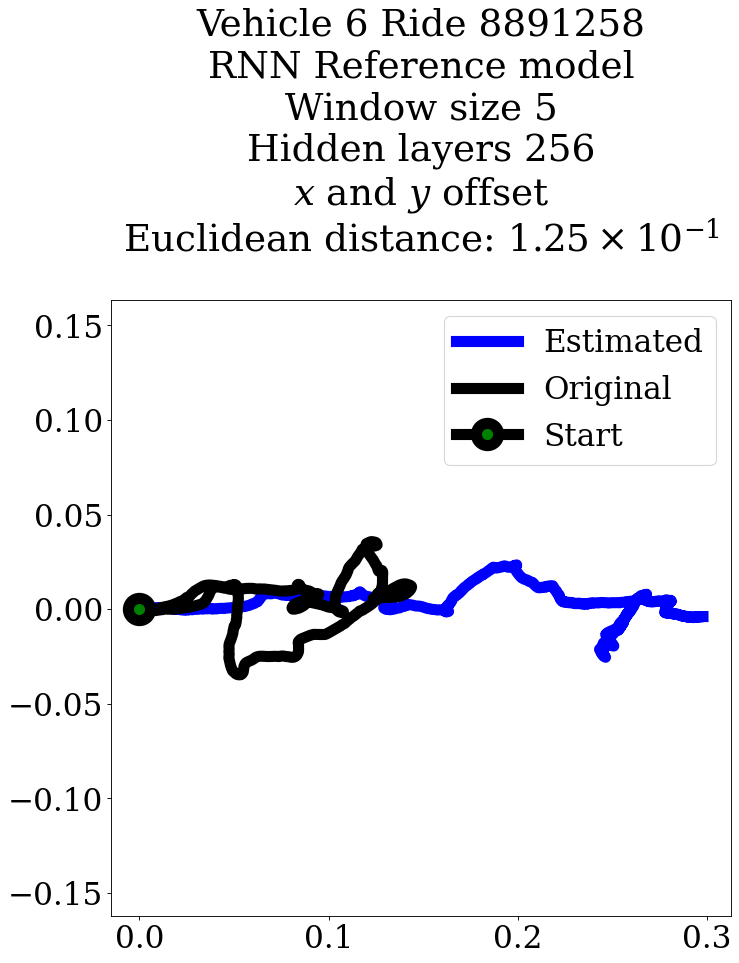 Vehicle 6 Ride 8891258
RNN Reference model
Window size 5
Hidden layers 256
x and y offset
Euclidean distance: 1.25 × 10⁻¹
Estimated
Original
Start
0.15
0.10
0.05
0.00
−0.05
−0.10
−0.15
0.0 0.1 0.2 0.3